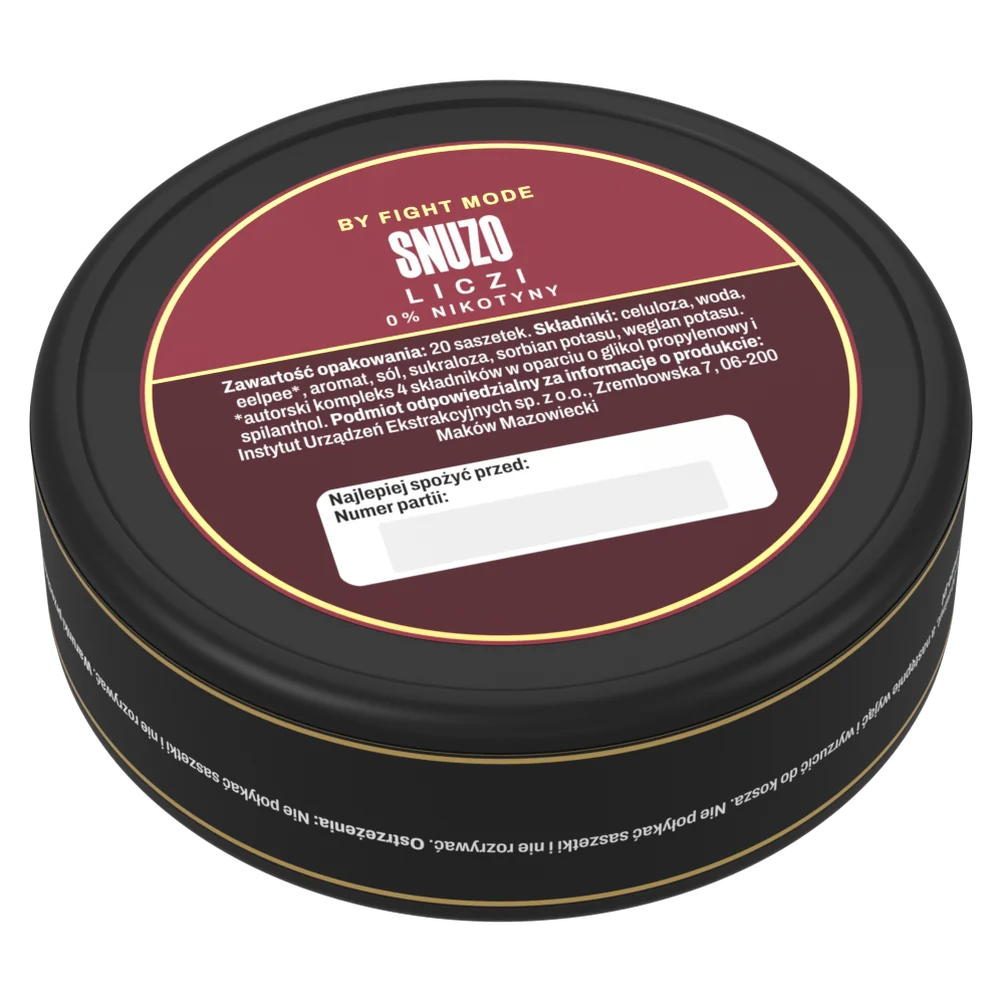 BY FIGHT MODE
SNUZO
LICZI
0% NIKOTYNY
Zawartość opakowania: 20 saszetek. Składniki: celuloza, woda,
eelpee*, aromat, sól, sukraloza, sorbian potasu, węglan potasu.
*autorski kompleks 4 składników w oparciu o glikol propylenowy i
spilanthol. Podmiot odpowiedzialny za informacje o produkcie:
Instytut Urządzeń Ekstrakcyjnych sp. z o.o., Zrembowska 7, 06-200
Maków Mazowiecki
Najlepiej spożyć przed:
Numer partii:
a następnie wyjąć i wyrzucić do kosza. Nie połykać saszetki i nie rozrywać. Ostrzeżenia: Nie połykać saszetki i nie rozrywać. Warunki